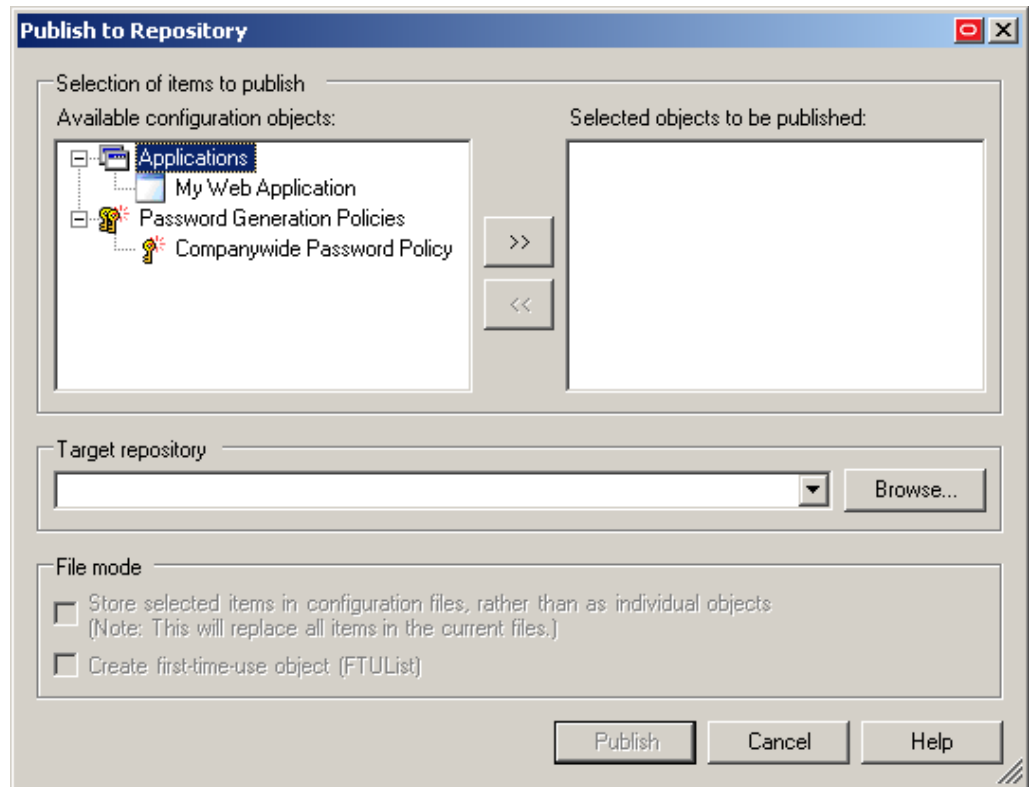 Publish to Repository
Selection of items to publish
Available configuration objects:
Selected objects to be published:
Applications
My Web Application
Password Generation Policies
Companywide Password Policy
>>
<<
Target repository
Browse...
File mode
Store selected items in configuration files, rather than as individual objects
(Note: This will replace all items in the current files.)
Create first-time-use object (FTUList)
Publish
Cancel
Help